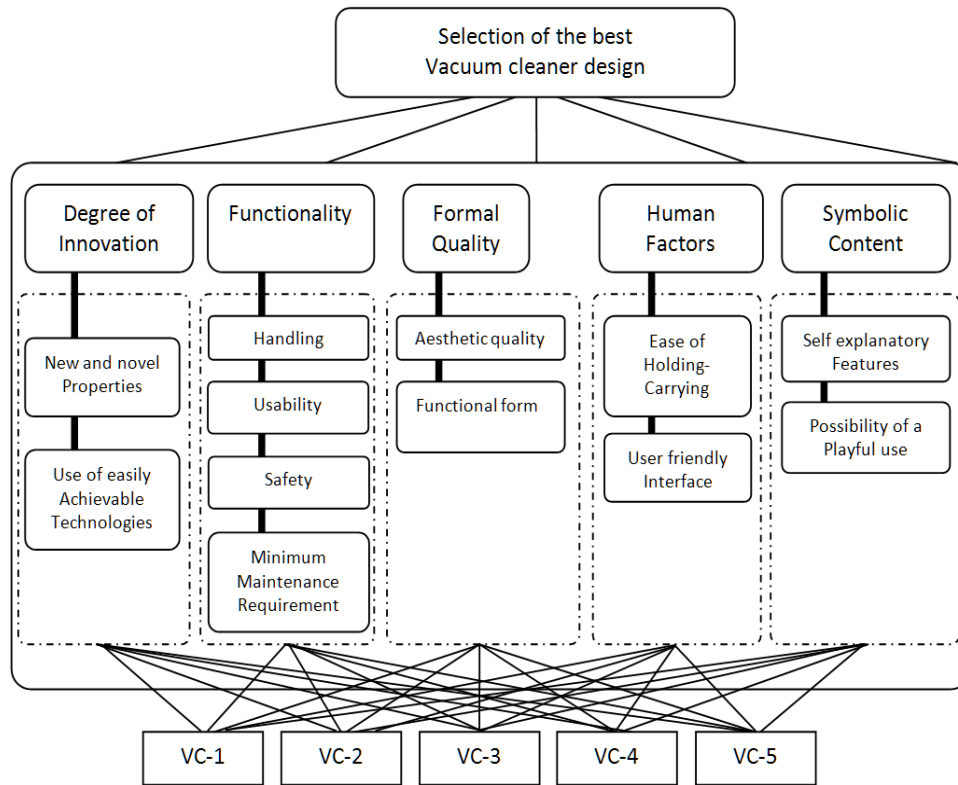 Selection of the best
Vacuum cleaner design
Degree of
Innovation
Functionality
Formal
Quality
Human
Factors
Symbolic
Content
New and novel
Properties
Use of easily
Achievable
Technologies
Handling
Usability
Safety
Minimum
Maintenance
Requirement
Aesthetic quality
Functional form
Ease of
Holding-
Carrying
User friendly
Interface
Self explanatory
Features
Possibility of a
Playful use
VC-1
VC-2
VC-3
VC-4
VC-5